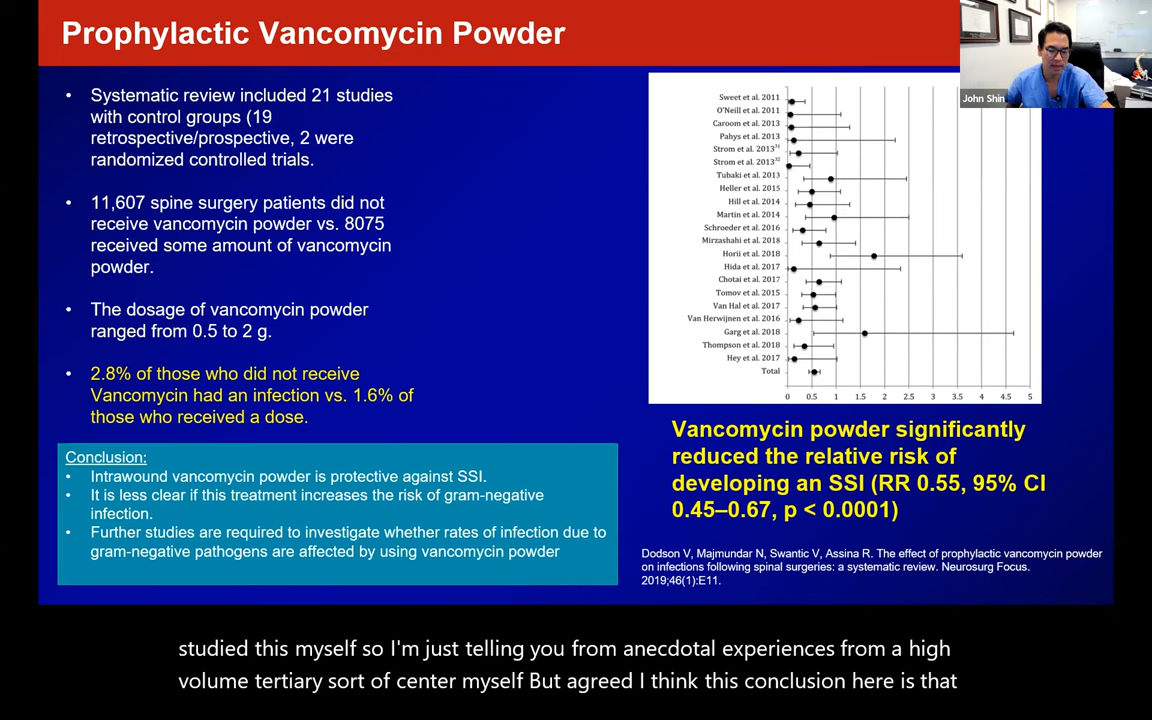 Prophylactic Vancomycin Powder
John Shin
• Systematic review included 21 studies
with control groups (19
retrospective/prospective, 2 were
randomized controlled trials.
• 11,607 spine surgery patients did not
receive vancomycin powder vs. 8075
received some amount of vancomycin
powder.
• The dosage of vancomycin powder
ranged from 0.5 to 2 g.
• 2.8% of those who did not receive
Vancomycin had an infection vs. 1.6% of
those who received a dose.
Conclusion:
• Intrawound vancomycin powder is protective against SSI.
• It is less clear if this treatment increases the risk of gram-negative
infection.
• Further studies are required to investigate whether rates of infection due to
gram-negative pathogens are affected by using vancomycin powder
Sweet et al. 2011
O'Neill et al. 2011
Caroom et al. 2013
Pahys et al. 2013
Strom et al. 2013³¹
Strom et al. 2013³²
Tubaki et al. 2013
Heller et al. 2015
Hill et al. 2014
Martin et al. 2014
Schroeder et al. 2016
Mirzashahi et al. 2018
Horii et al. 2018
Hida et al. 2017
Chotai et al. 2017
Tomov et al. 2015
Van Hal et al. 2017
Van Herwijnen et al. 2016
Garg et al. 2018
Thompson et al. 2018
Hey et al. 2017
Total
0 0.5 1 1.5 2 2.5 3 3.5 4 4.5 5
Vancomycin powder significantly
reduced the relative risk of
developing an SSI (RR 0.55, 95% CI
0.45–0.67, p < 0.0001)
Dodson V, Majmundar N, Swantic V, Assina R. The effect of prophylactic vancomycin powder
on infections following spinal surgeries: a systematic review. Neurosurg Focus.
2019;46(1):E11.
studied this myself so I'm just telling you from anecdotal experiences from a high
volume tertiary sort of center myself But agreed I think this conclusion here is that